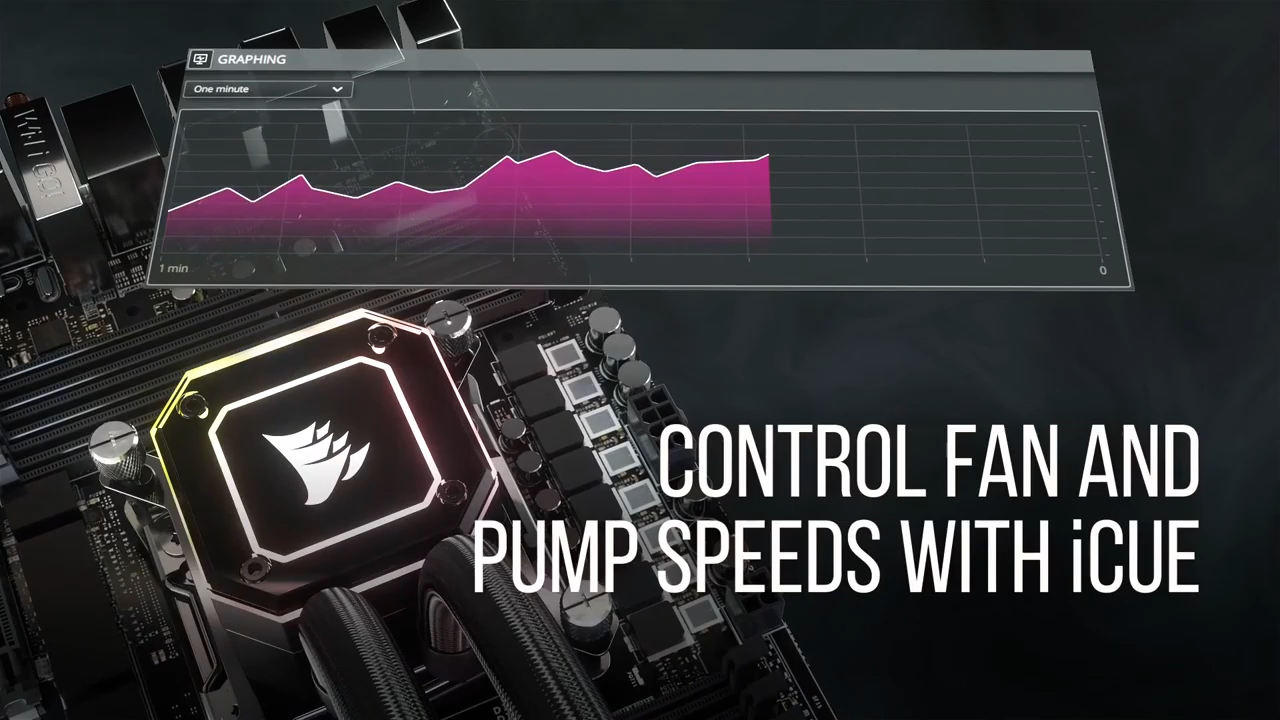 GRAPHING
One minute
1 min
0
CONTROL FAN AND
PUMP SPEEDS WITH iCUE